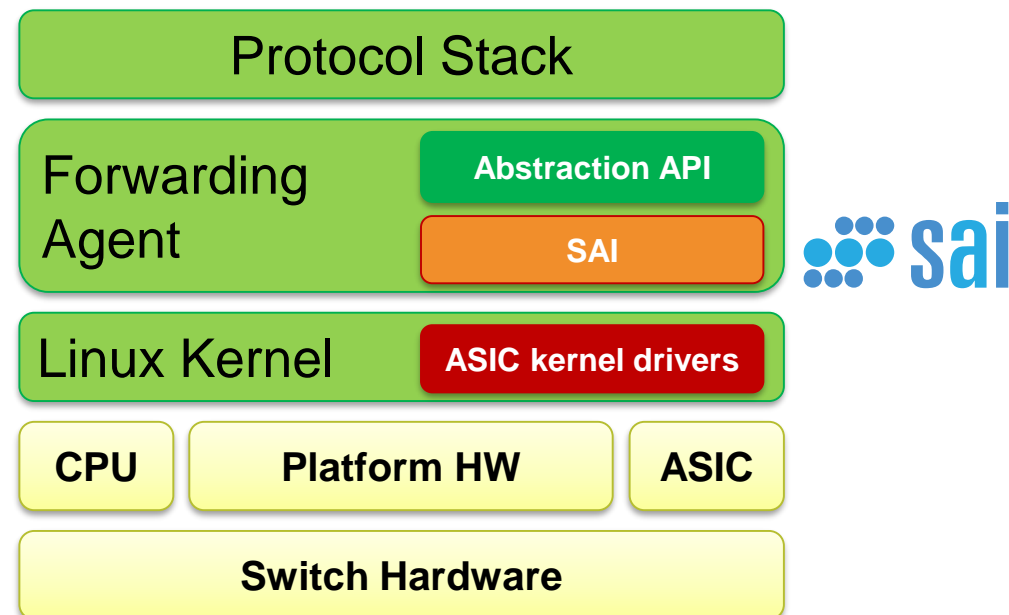 Protocol Stack
Forwarding
Agent
Abstraction API
SAI
sai
Linux Kernel
ASIC kernel drivers
CPU
Platform HW
ASIC
Switch Hardware